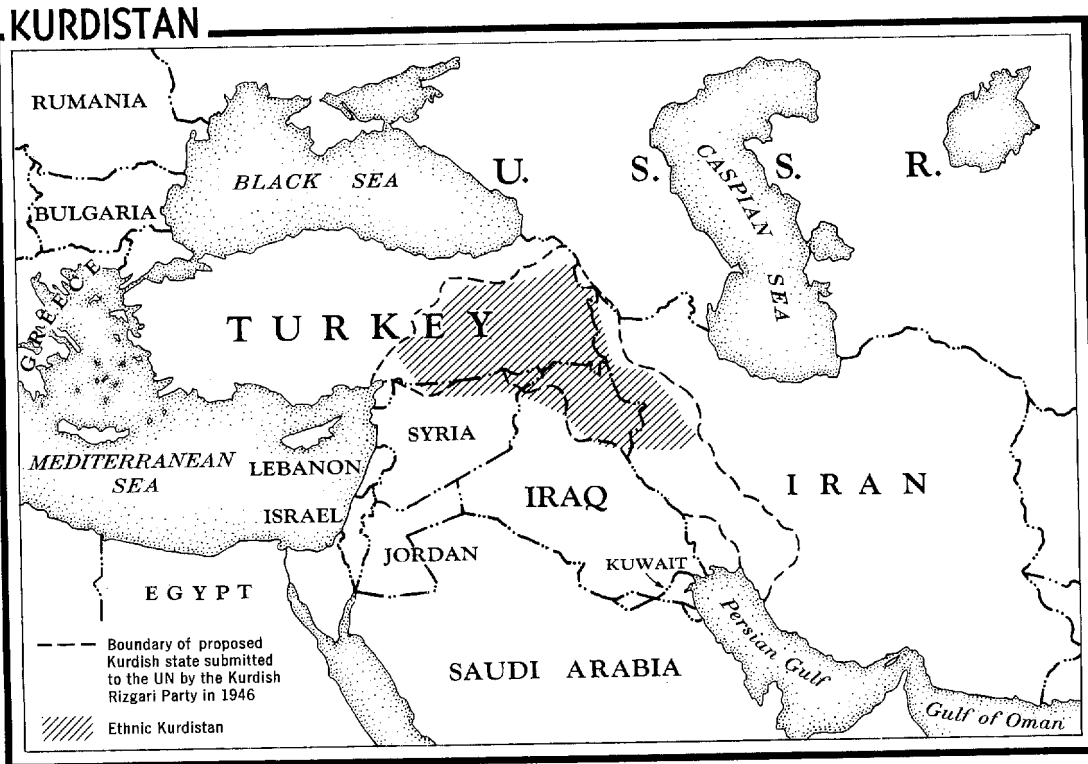 KURDISTAN
RUMANIA
BLACK SEA
U. S. S. R.
CASPIAN SEA
BULGARIA
GREECE
TURKEY
SYRIA
MEDITERRANEAN
SEA
LEBANON
IRAQ
IRAN
ISRAEL
JORDAN
KUWAIT
EGYPT
Persian Gulf
SAUDI ARABIA
Gulf of Oman
Boundary of proposed
Kurdish state submitted
to the UN by the Kurdish
Rizgari Party in 1946
Ethnic Kurdistan